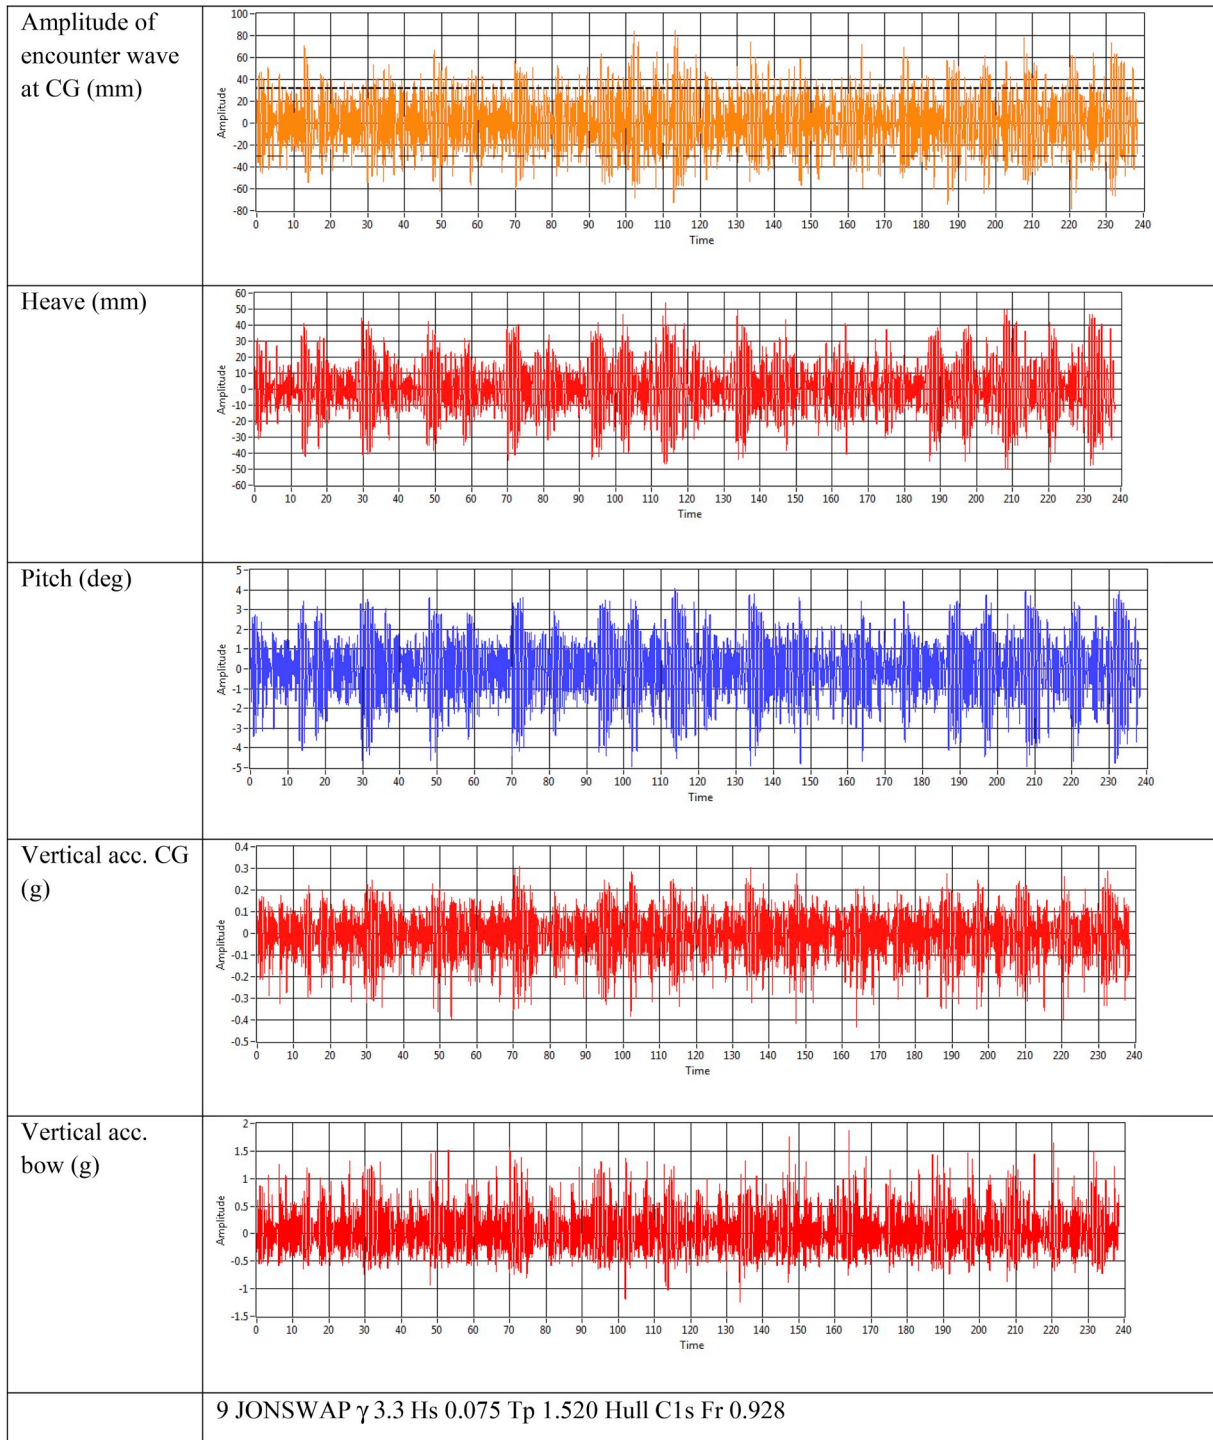 Amplitude of
encounter wave
at CG (mm)
Amplitude
100
80
60
40
20
0
-20
-40
-60
-80
0 10 20 30 40 50 60 70 80 90 100 110 120 130 140 150 160 170 180 190 200 210 220 230 240
Time
Heave (mm)
Amplitude
60
50
40
30
20
10
0
-10
-20
-30
-40
-50
-60
0 10 20 30 40 50 60 70 80 90 100 110 120 130 140 150 160 170 180 190 200 210 220 230 240
Time
Pitch (deg)
Amplitude
5
4
3
2
1
0
-1
-2
-3
-4
-5
0 10 20 30 40 50 60 70 80 90 100 110 120 130 140 150 160 170 180 190 200 210 220 230 240
Time
Vertical acc. CG
(g)
Amplitude
0.4
0.3
0.2
0.1
0
-0.1
-0.2
-0.3
-0.4
-0.5
0 10 20 30 40 50 60 70 80 90 100 110 120 130 140 150 160 170 180 190 200 210 220 230 240
Time
Vertical acc.
bow (g)
Amplitude
2
1.5
1
0.5
0
-0.5
-1
-1.5
0 10 20 30 40 50 60 70 80 90 100 110 120 130 140 150 160 170 180 190 200 210 220 230 240
Time
9 JONSWAP γ 3.3 Hs 0.075 Tp 1.520 Hull C1s Fr 0.928